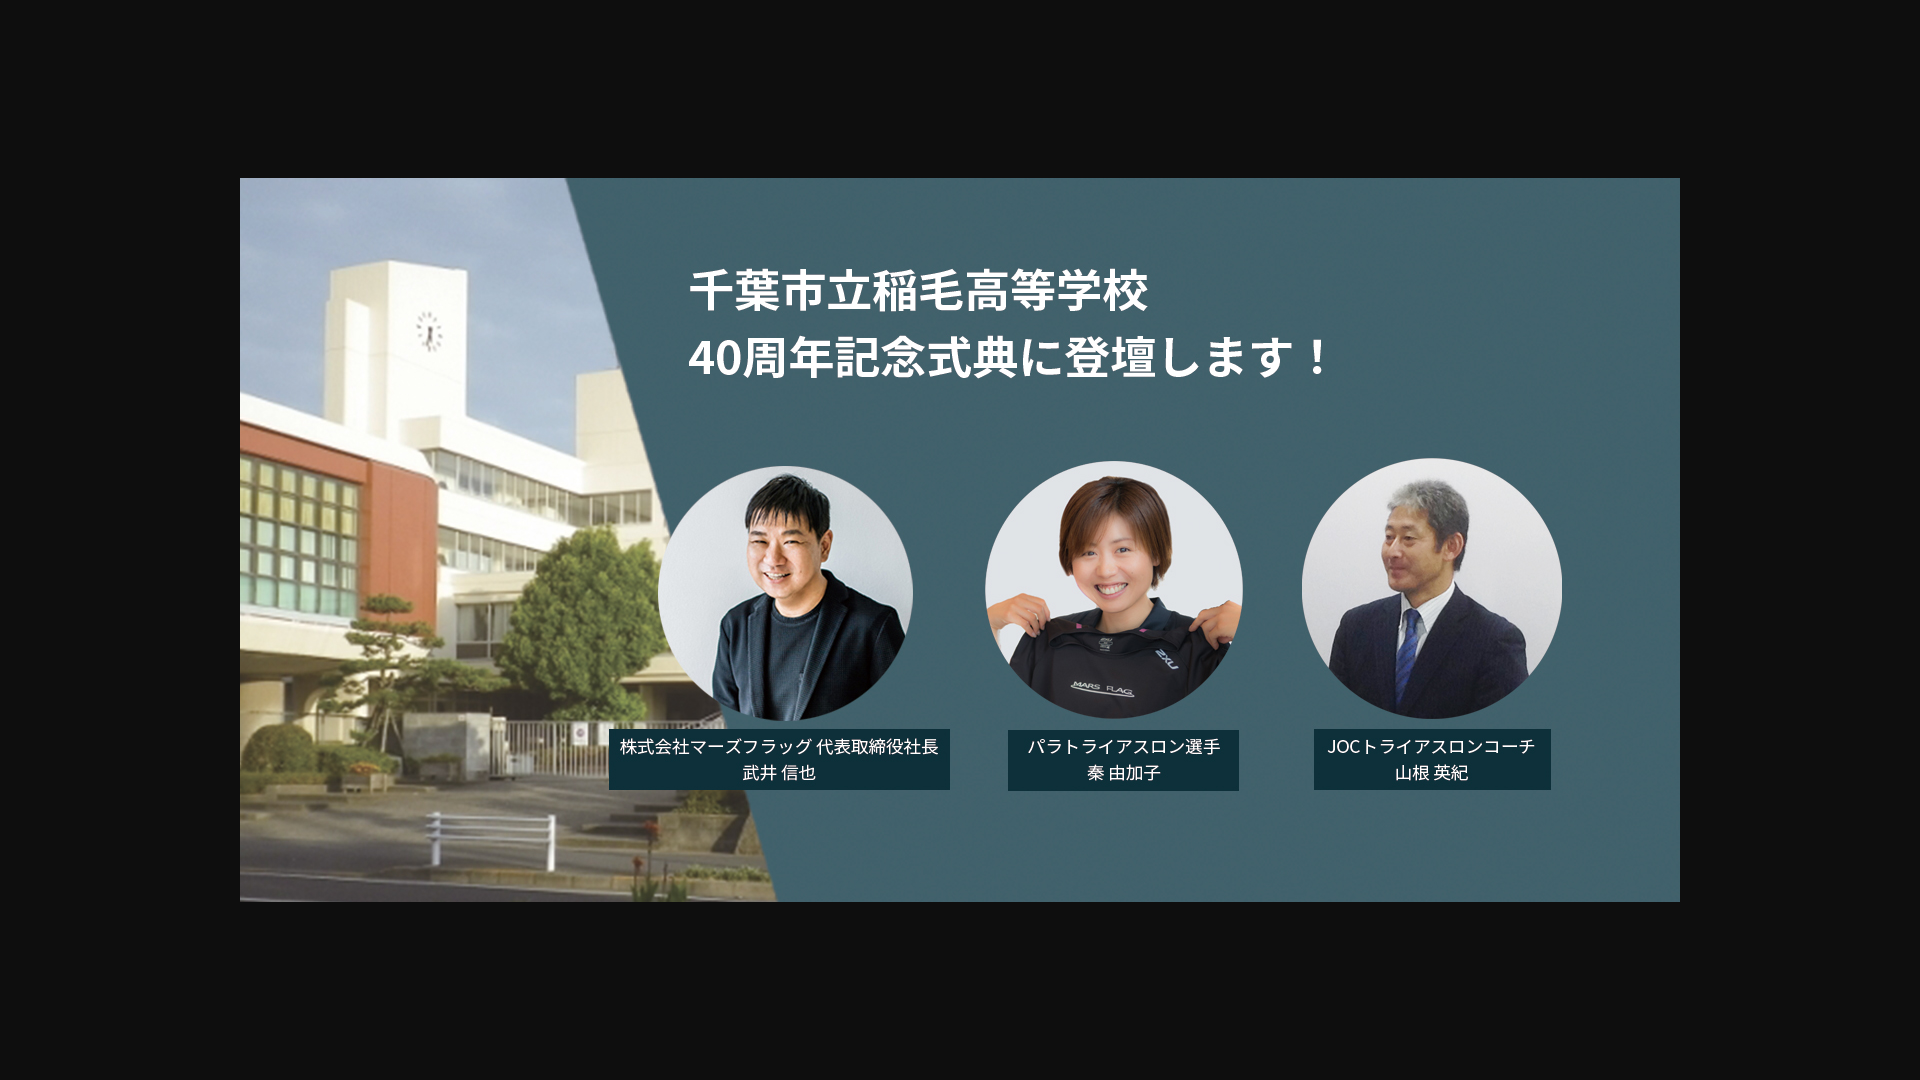 千葉市立稲毛高等学校
40周年記念式典に登壇します！
2XU
MARS FLAG
株式会社マーズフラッグ 代表取締役社長
武井 信也
パラトライアスロン選手
秦 由加子
JOCトライアスロンコーチ
山根 英紀